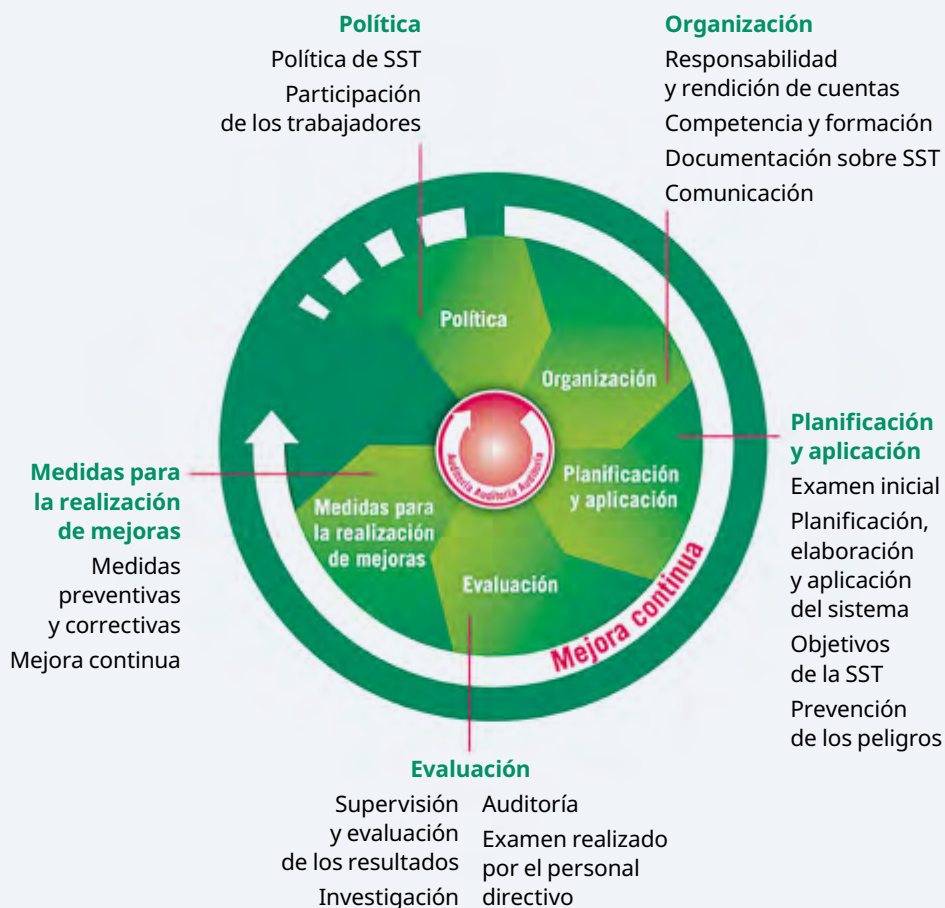 Política
Política de SST
Participación
de los trabajadores
Organización
Responsabilidad
y rendición de cuentas
Competencia y formación
Documentación sobre SST
Comunicación
Política
Organización
Planificación
y aplicación
Evaluación
Medidas para
la realización
de mejoras
Auditoría Auditoría Auditoría
Mejora continua
Planificación
y aplicación
Examen inicial
Planificación,
elaboración
y aplicación
del sistema
Objetivos
de la SST
Prevención
de los peligros
Medidas para
la realización
de mejoras
Medidas
preventivas
y correctivas
Mejora continua
Evaluación
Supervisión
y evaluación
de los resultados
Investigación
Auditoría
Examen realizado
por el personal
directivo